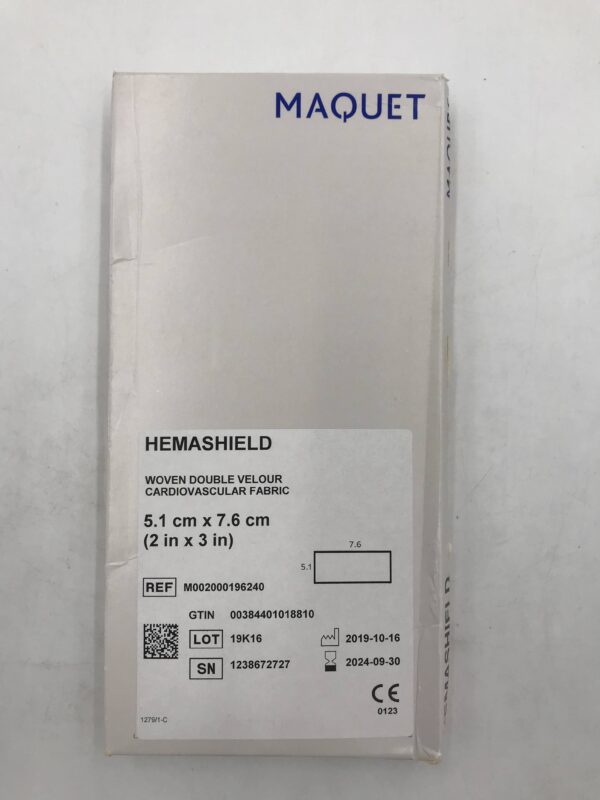 MAQUET
MAQUET
HEMASHIELD
WOVEN DOUBLE VELOUR
CARDIOVASCULAR FABRIC
5.1 cm x 7.6 cm
(2 in x 3 in)
7.6
5.1
REF M002000196240
GTIN 00384401018810
LOT 19K16 2019-10-16
SN 1238672727 2024-09-30
CE
0123
1279/1-C
HEMASHIELD